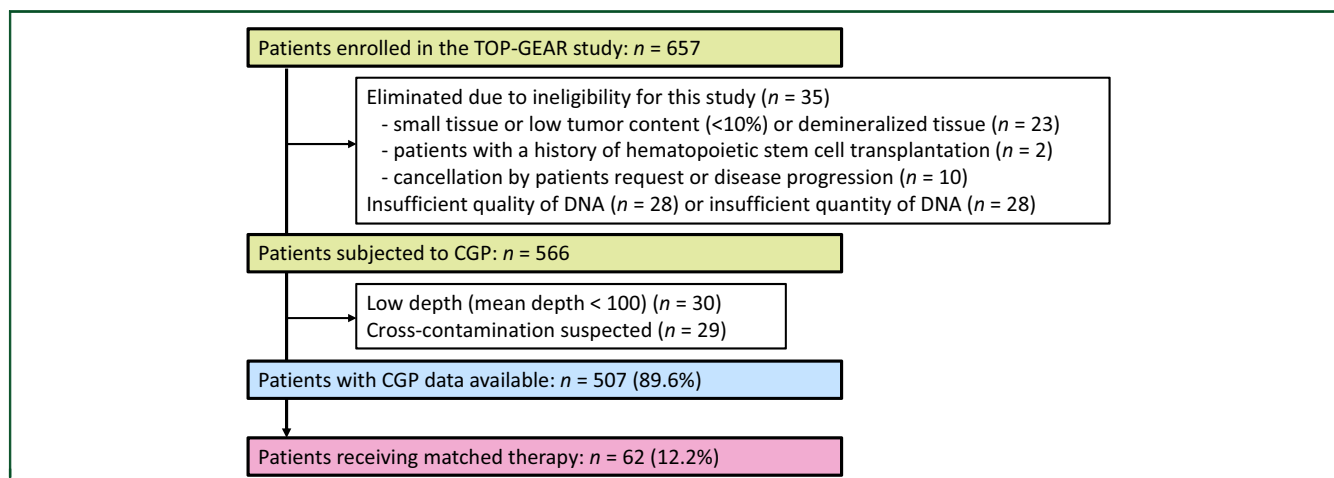 Patients enrolled in the TOP-GEAR study: n = 657
Eliminated due to ineligibility for this study (n = 35)
- small tissue or low tumor content (<10%) or demineralized tissue (n = 23)
- patients with a history of hematopoietic stem cell transplantation (n = 2)
- cancellation by patients request or disease progression (n = 10)
Insufficient quality of DNA (n = 28) or insufficient quantity of DNA (n = 28)
Patients subjected to CGP: n = 566
Low depth (mean depth < 100) (n = 30)
Cross-contamination suspected (n = 29)
Patients with CGP data available: n = 507 (89.6%)
Patients receiving matched therapy: n = 62 (12.2%)